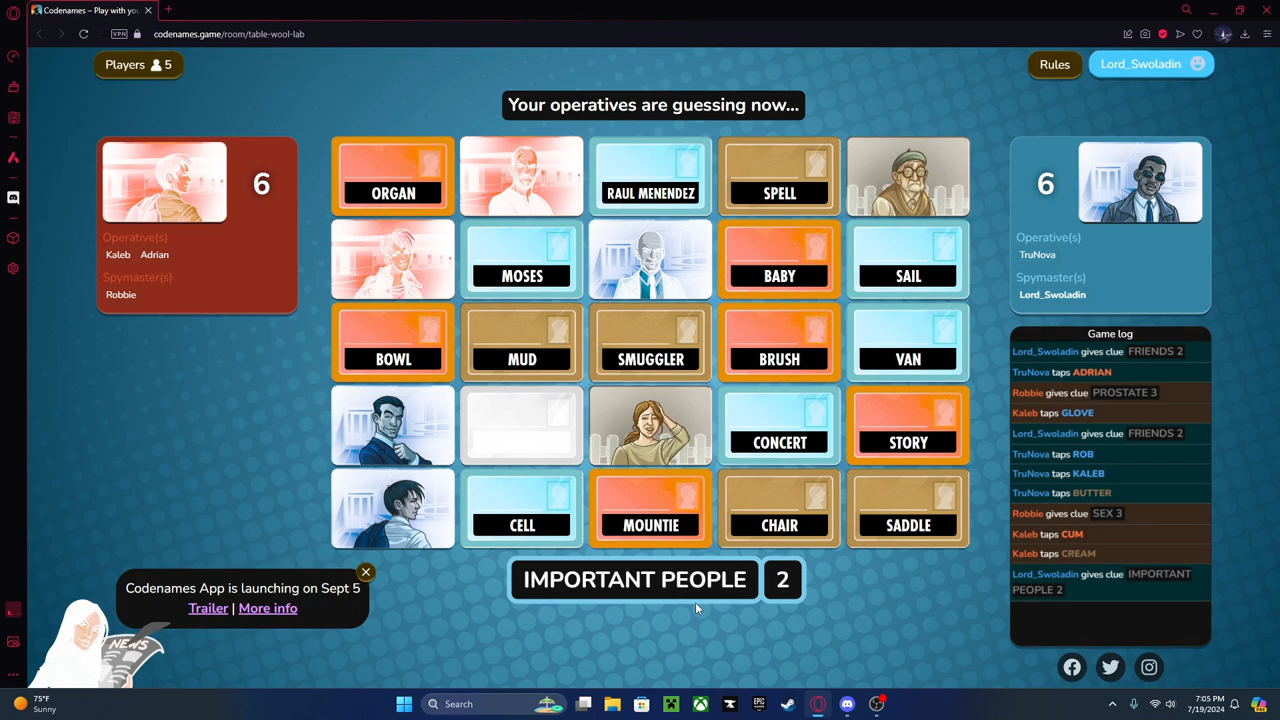 Codenames – Play with yo
VPN
codenames.game/room/table-wool-lab
Players 5
Rules
Lord_Swoladin
Your operatives are guessing now...
6
Operative(s)
Kaleb Adrian
Spymaster(s)
Robbie
ORGAN
RAUL MENENDEZ
SPELL
MOSES
BABY
SAIL
BOWL
MUD
SMUGGLER
BRUSH
VAN
CONCERT
STORY
CELL
MOUNTIE
CHAIR
SADDLE
6
Operative(s)
TruNova
Spymaster(s)
Lord_Swoladin
Game log
Lord_Swoladin gives clue FRIENDS 2
TruNova taps ADRIAN
Robbie gives clue PROSTATE 3
Kaleb taps GLOVE
Lord_Swoladin gives clue FRIENDS 2
TruNova taps ROB
TruNova taps KALEB
TruNova taps BUTTER
Robbie gives clue SEX 3
Kaleb taps CUM
Kaleb taps CREAM
Lord_Swoladin gives clue IMPORTANT
PEOPLE 2
IMPORTANT PEOPLE 2
Codenames App is launching on Sept 5
Trailer | More info
NEWS
75°F
Sunny
Search
EPIC
7:05 PM
7/19/2024